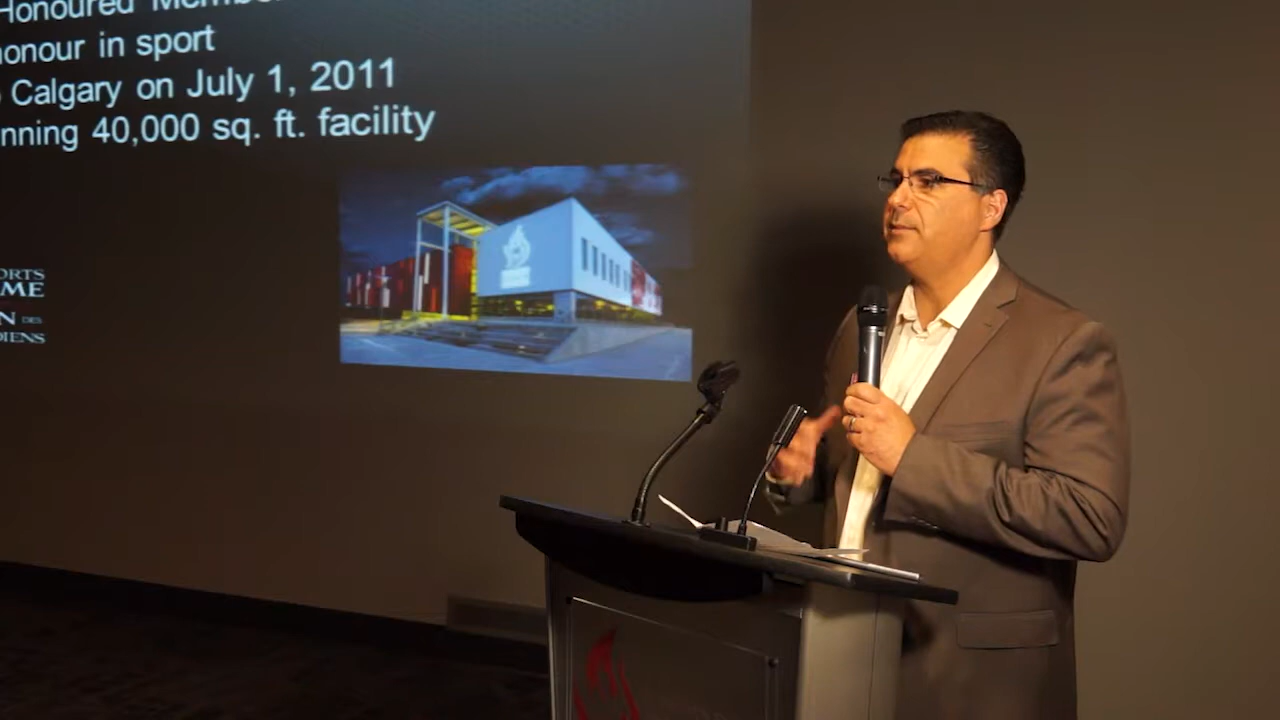 Honoured Member
onour in sport
Calgary on July 1, 2011
nning 40,000 sq. ft. facility
ORTS
ME
N DES
DIENS